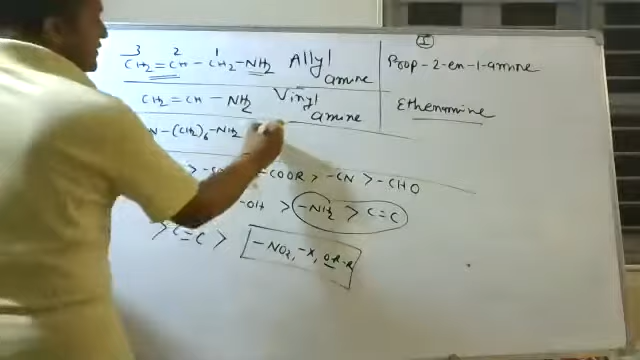 I
3 2 1
CH2=CH-CH2-NH2 Allyl amine Prop-2-en-1-amine
CH2=CH-NH2 Vinyl amine Ethenamine
N-(CH2)6-NH2
COOR > -CN > -CHO
-OH > -NH2 > C=C
> C=C > -NO2, -X,